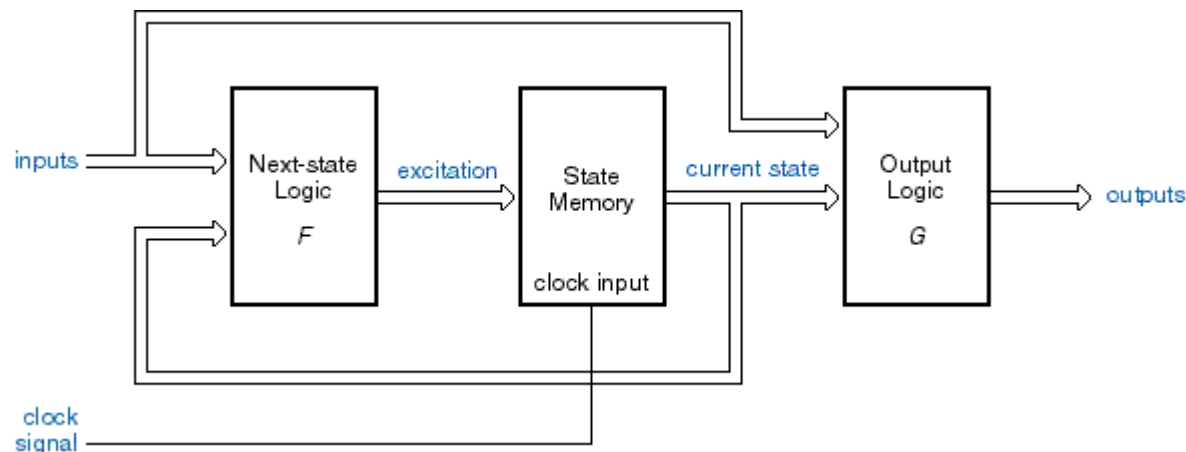 inputs
Next-state
Logic
F
excitation
State
Memory
clock input
current state
Output
Logic
G
outputs
clock
signal